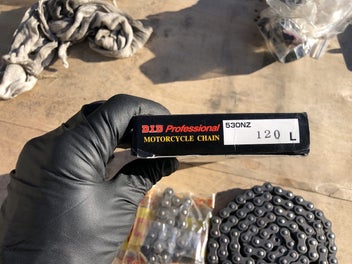 D.I.D Professional
MOTORCYCLE CHAIN
530NZ
120 L